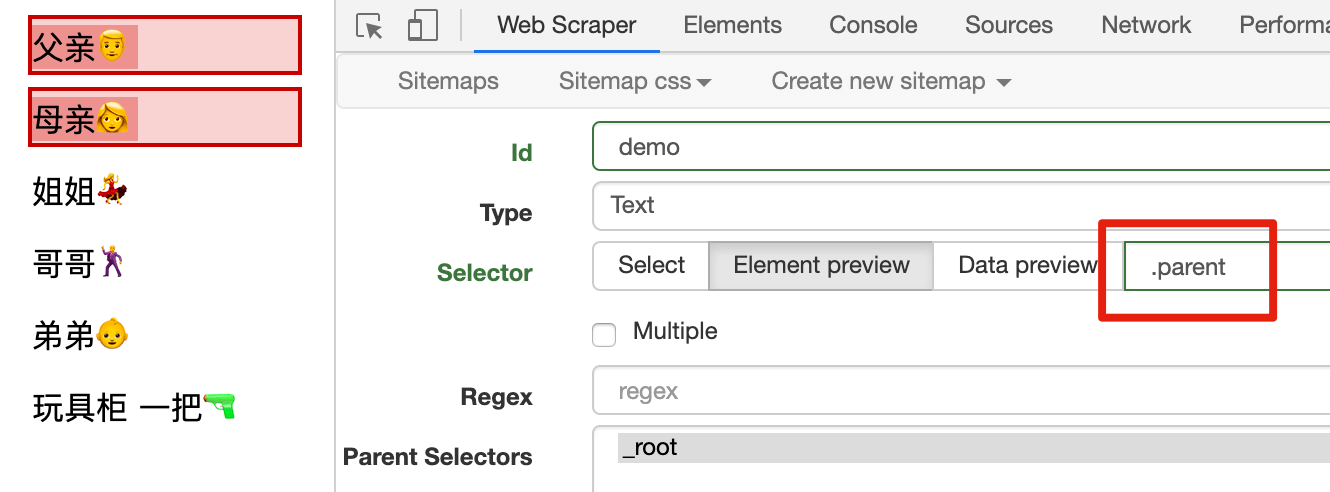 父亲👨
母亲👩
姐姐💃
哥哥🕺
弟弟👶
玩具柜 一把🔫
Web Scraper Elements Console Sources Network Performa
Sitemaps Sitemap css Create new sitemap
Id demo
Type Text
Selector Select Element preview Data preview .parent
Multiple
Regex regex
Parent Selectors _root